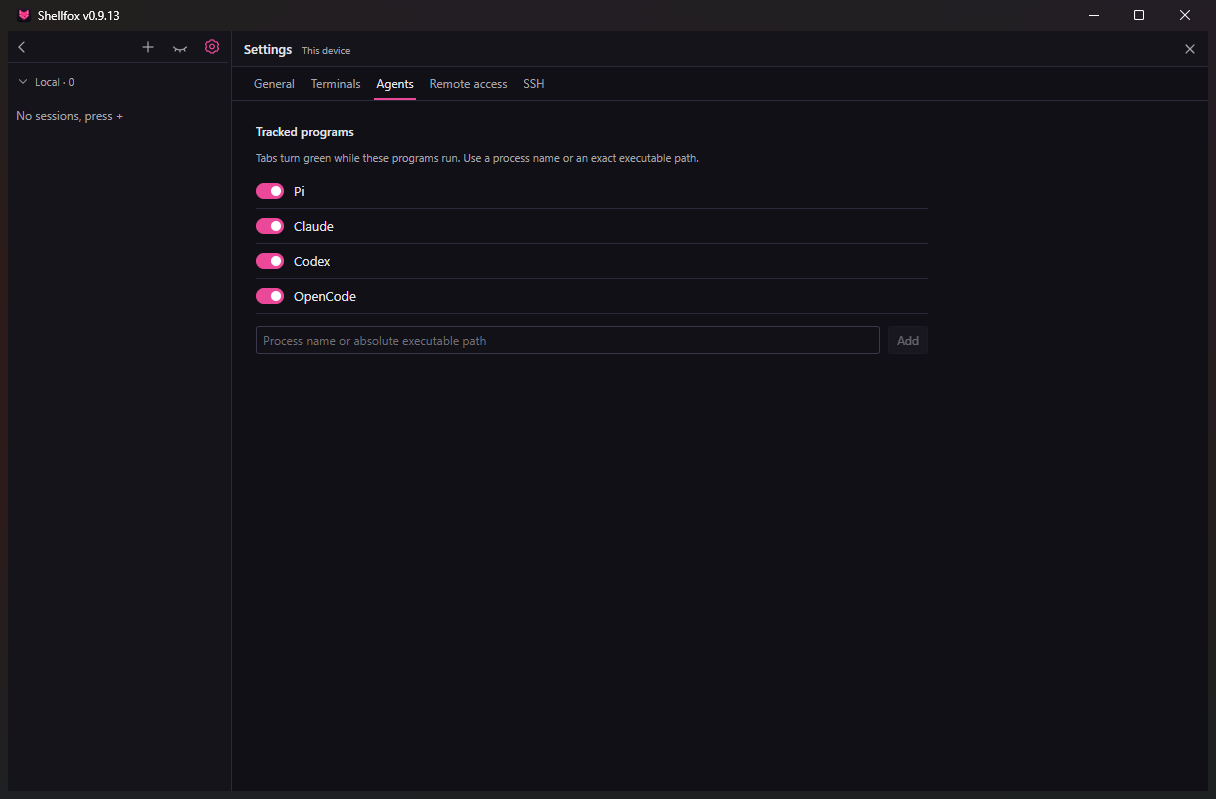 Shellfox v0.9.13
Settings This device
Local · 0
No sessions, press +
General Terminals Agents Remote access SSH
Tracked programs
Tabs turn green while these programs run. Use a process name or an exact executable path.
Pi
Claude
Codex
OpenCode
Process name or absolute executable path Add